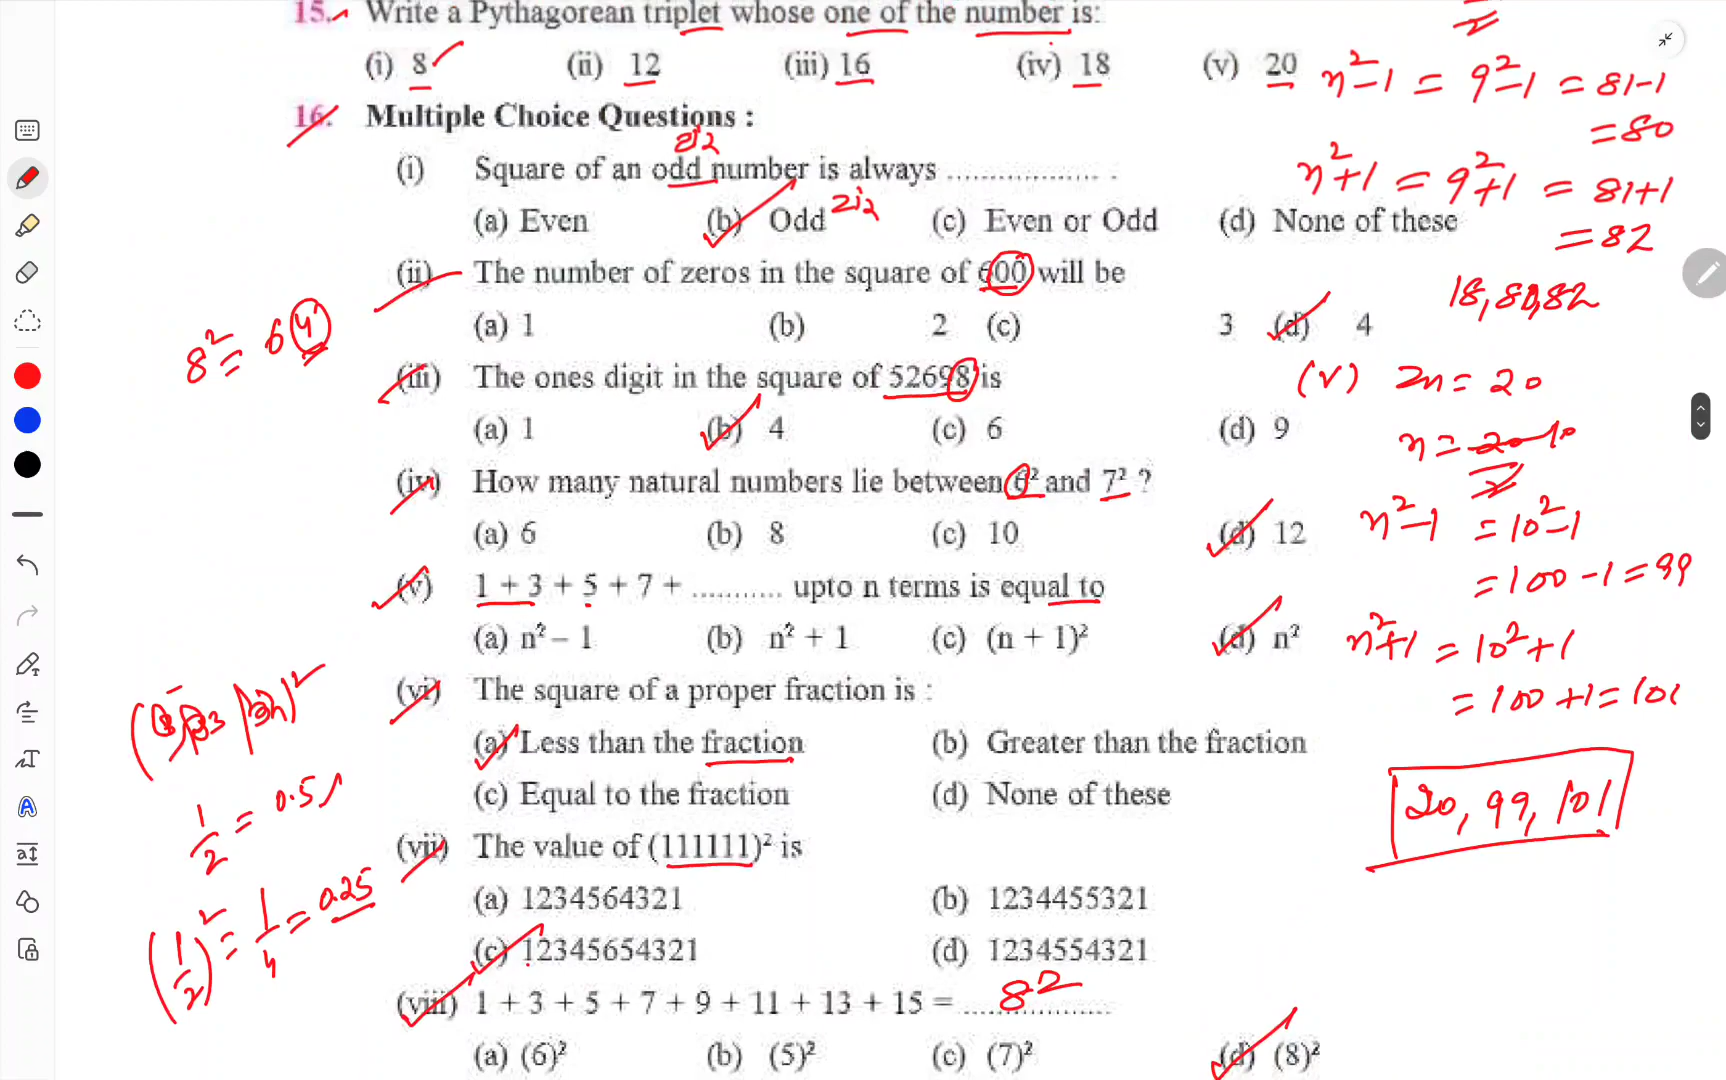 15. Write a Pythagorean triplet whose one of the number is:
(i) 8 (ii) 12 (iii) 16 (iv) 18 (v) 20
16. Multiple Choice Questions :
(i) Square of an odd number is always .................. .
(a) Even (b) Odd (c) Even or Odd (d) None of these
(ii) The number of zeros in the square of 600 will be
(a) 1 (b) 2 (c) 3 (d) 4
(iii) The ones digit in the square of 52698 is
(a) 1 (b) 4 (c) 6 (d) 9
(iv) How many natural numbers lie between 6² and 7² ?
(a) 6 (b) 8 (c) 10 (d) 12
(v) 1 + 3 + 5 + 7 + ........... upto n terms is equal to
(a) n² – 1 (b) n² + 1 (c) (n + 1)² (d) n²
(vi) The square of a proper fraction is :
(a) Less than the fraction (b) Greater than the fraction
(c) Equal to the fraction (d) None of these
(vii) The value of (111111)² is
(a) 1234564321 (b) 1234455321
(c) 12345654321 (d) 1234554321
(viii) 1 + 3 + 5 + 7 + 9 + 11 + 13 + 15 = 8²
(a) (6)² (b) (5)² (c) (7)² (d) (8)²
n²-1 = 9²-1 = 81-1
= 80
n²+1 = 9²+1 = 81+1
= 82
18, 80, 82
(v) 2n = 20
n = 20 10
2
n²-1 = 10²-1
= 100-1 = 99
n²+1 = 10²+1
= 100+1 = 101
20, 99, 101
8² = 64
1/2 = 0.5
(1/2)² = 1/4 = 0.25